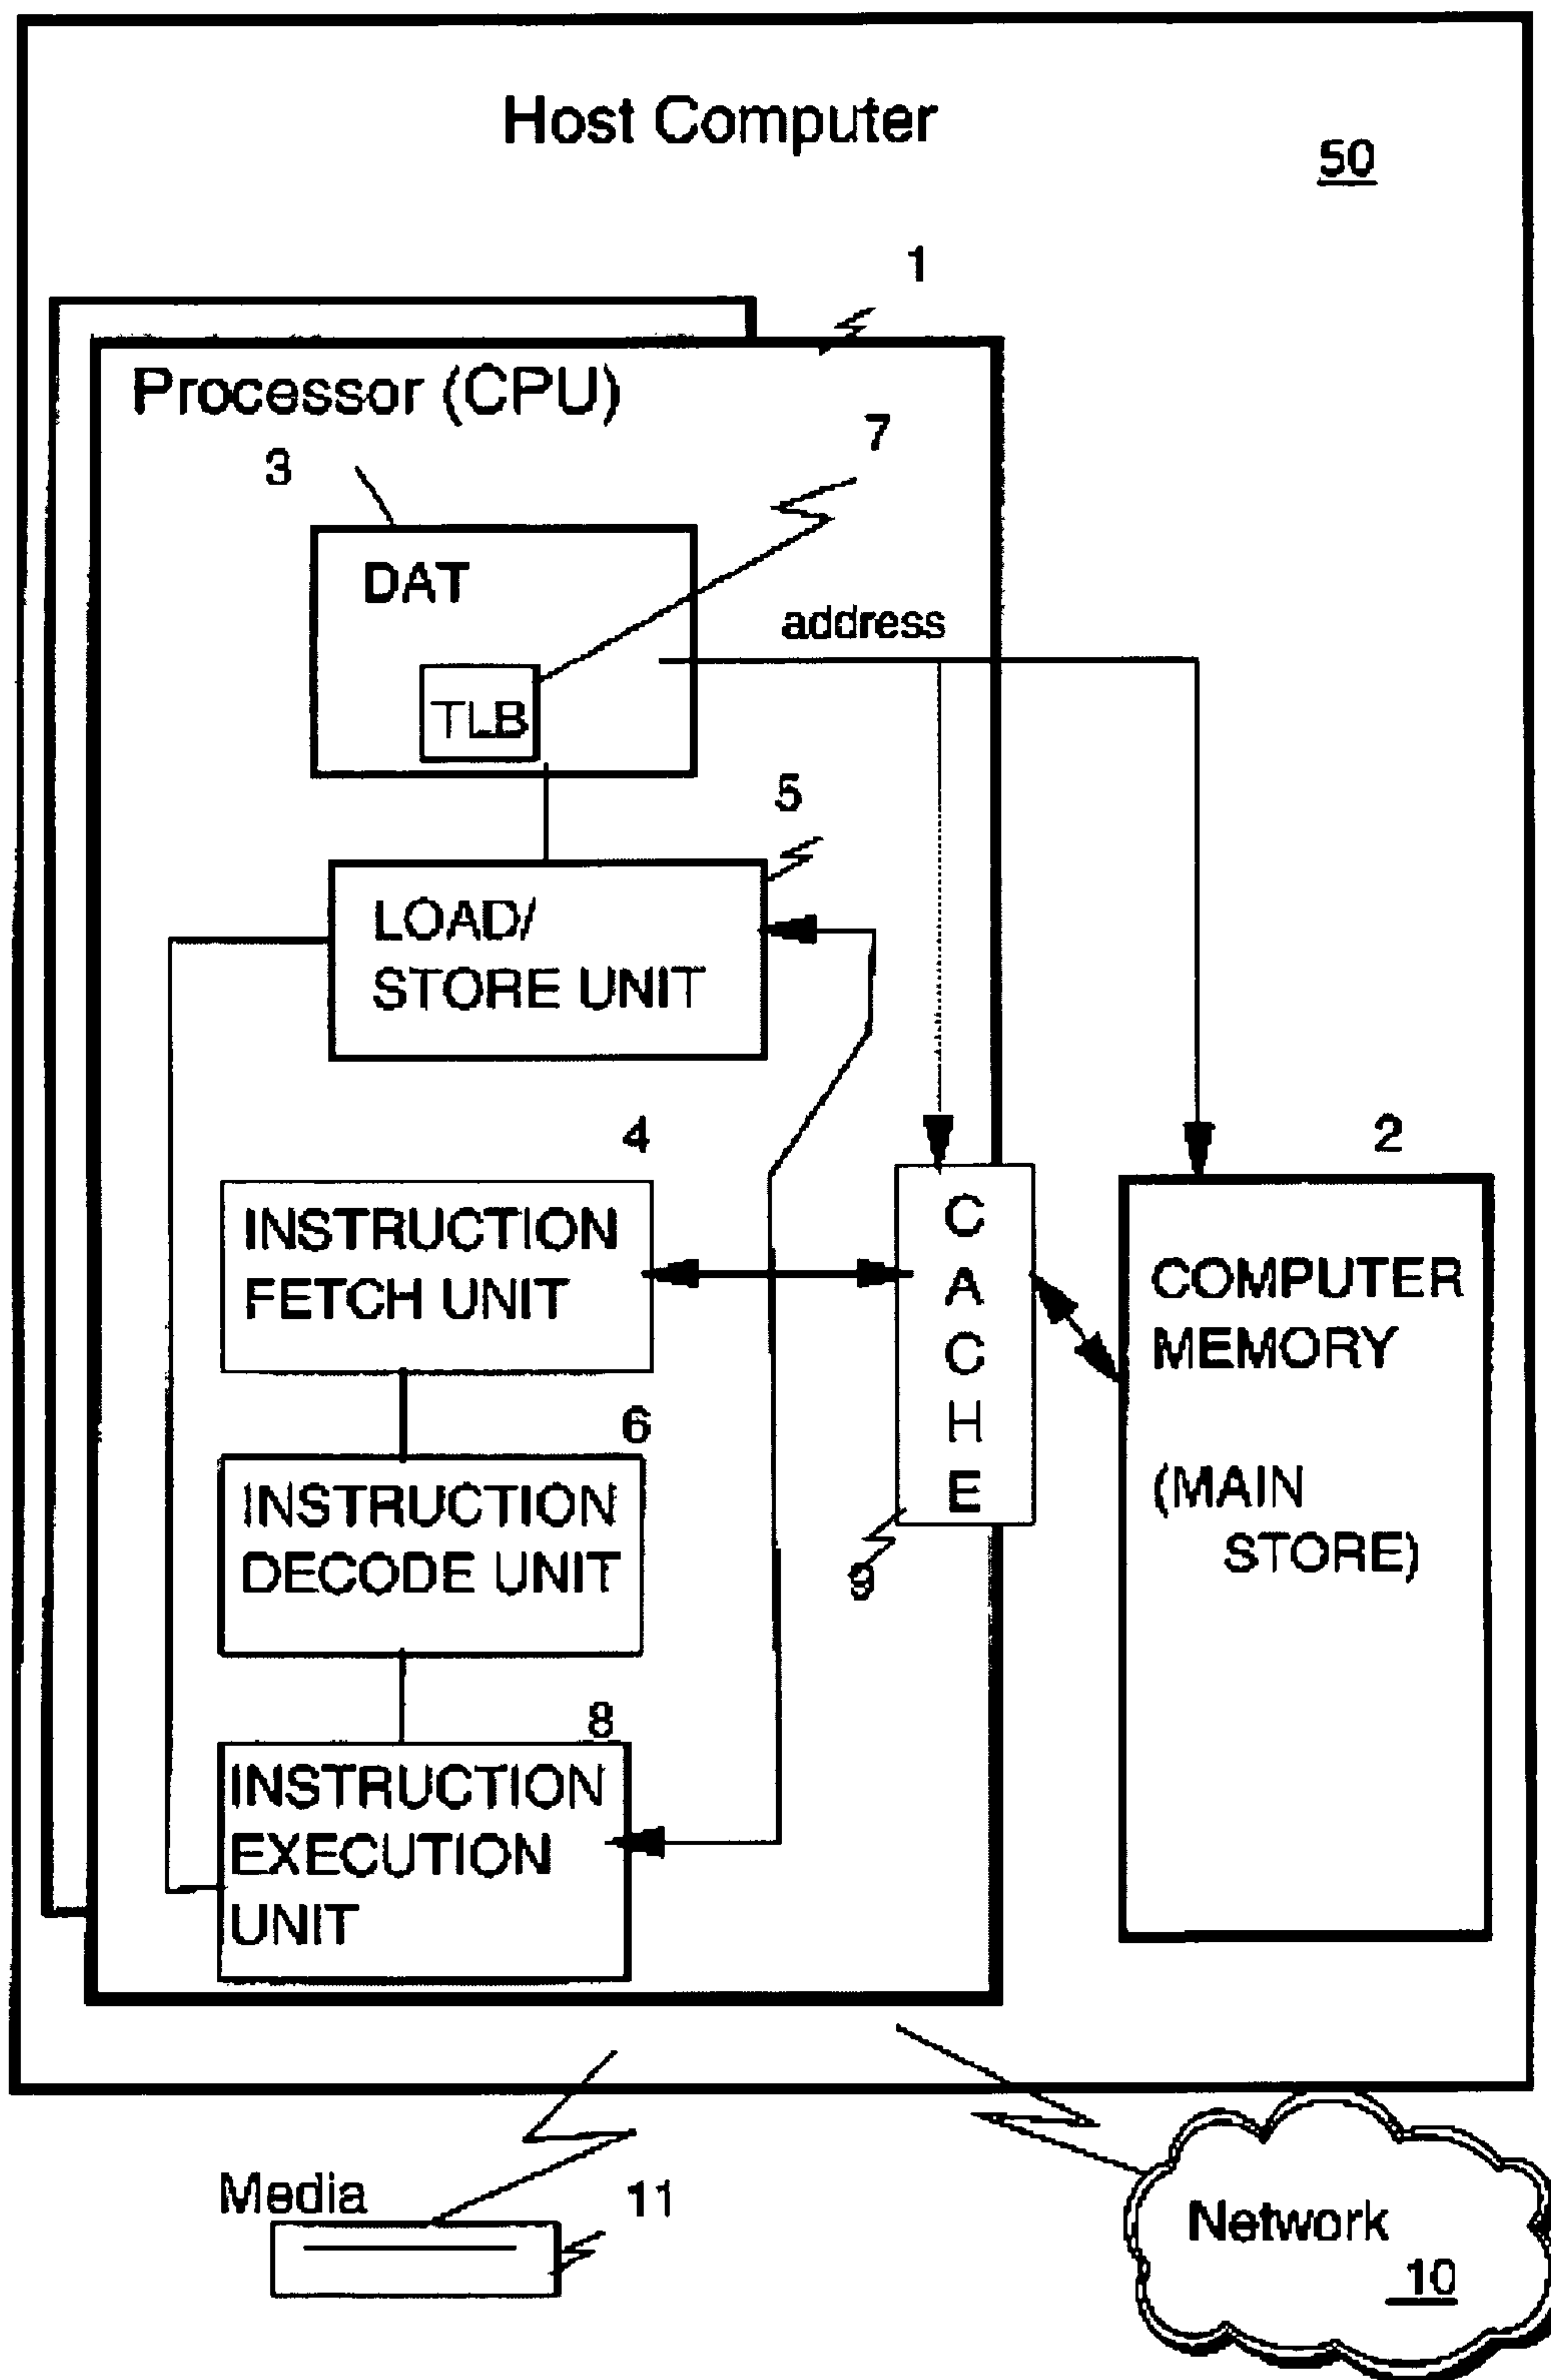 Host Computer
50
1
Processor (CPU)
7
3
DAT
address
TLB
5
LOAD/
STORE UNIT
4
2
INSTRUCTION
FETCH UNIT
CACHE
COMPUTER
MEMORY
(MAIN
STORE)
6
INSTRUCTION
DECODE UNIT
9
8
INSTRUCTION
EXECUTION
UNIT
Media
11
Network
10